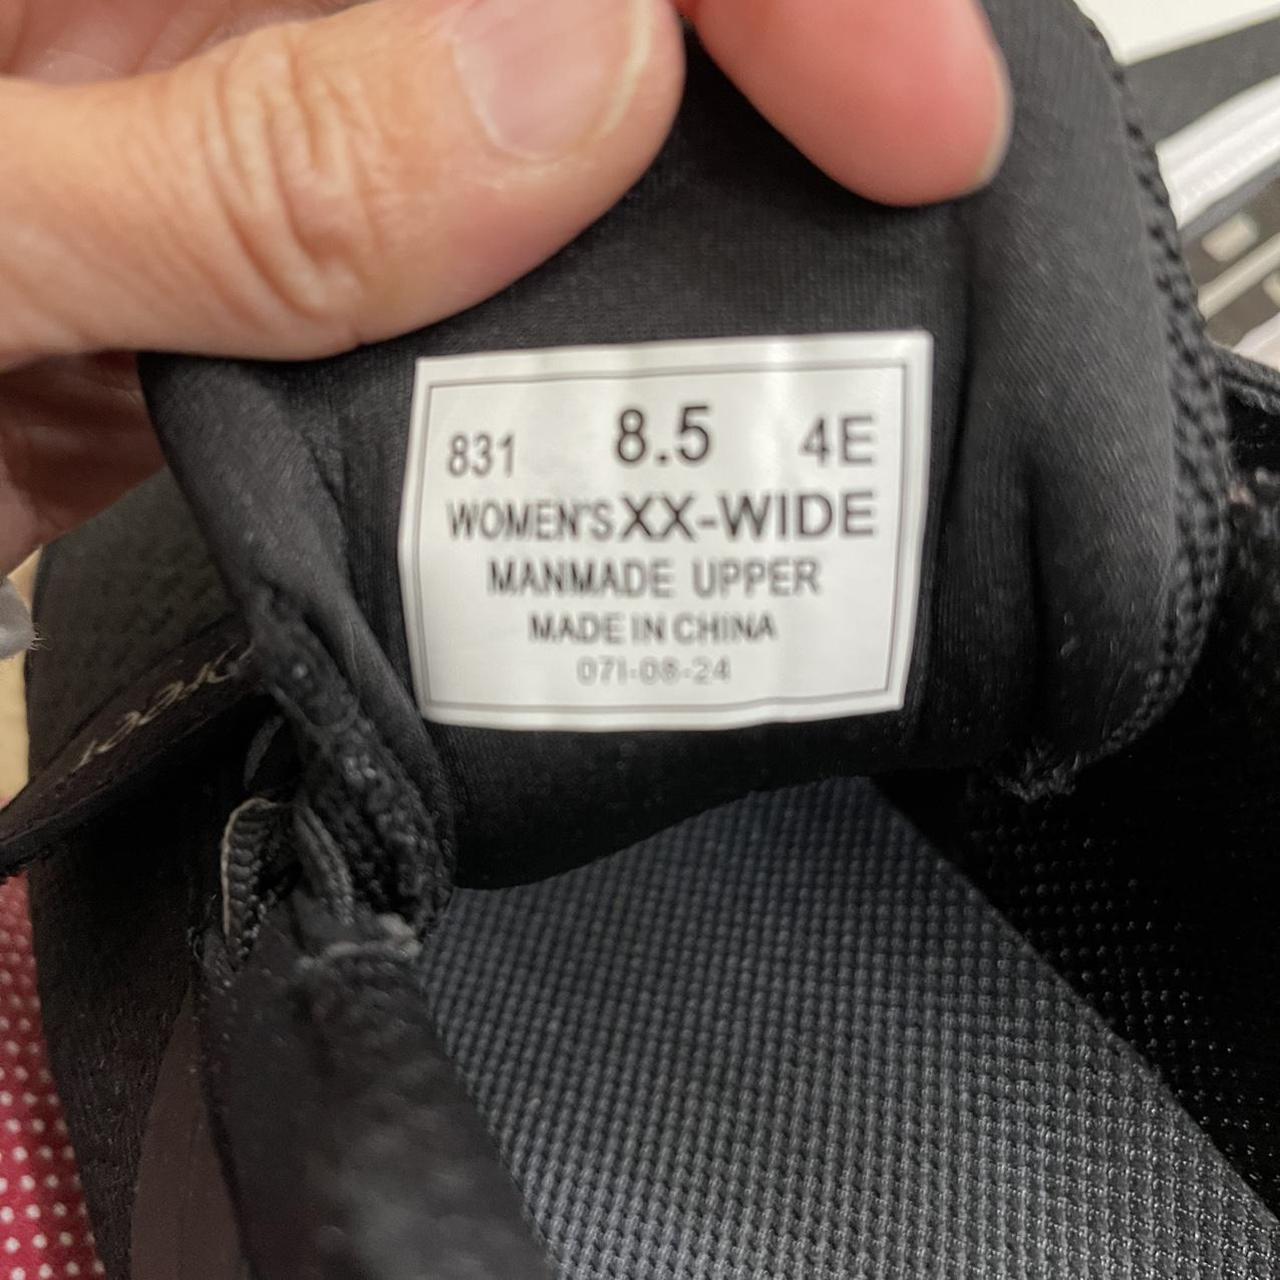 831 8.5 4E
WOMEN'S XX-WIDE
MANMADE UPPER
MADE IN CHINA
071-08-24